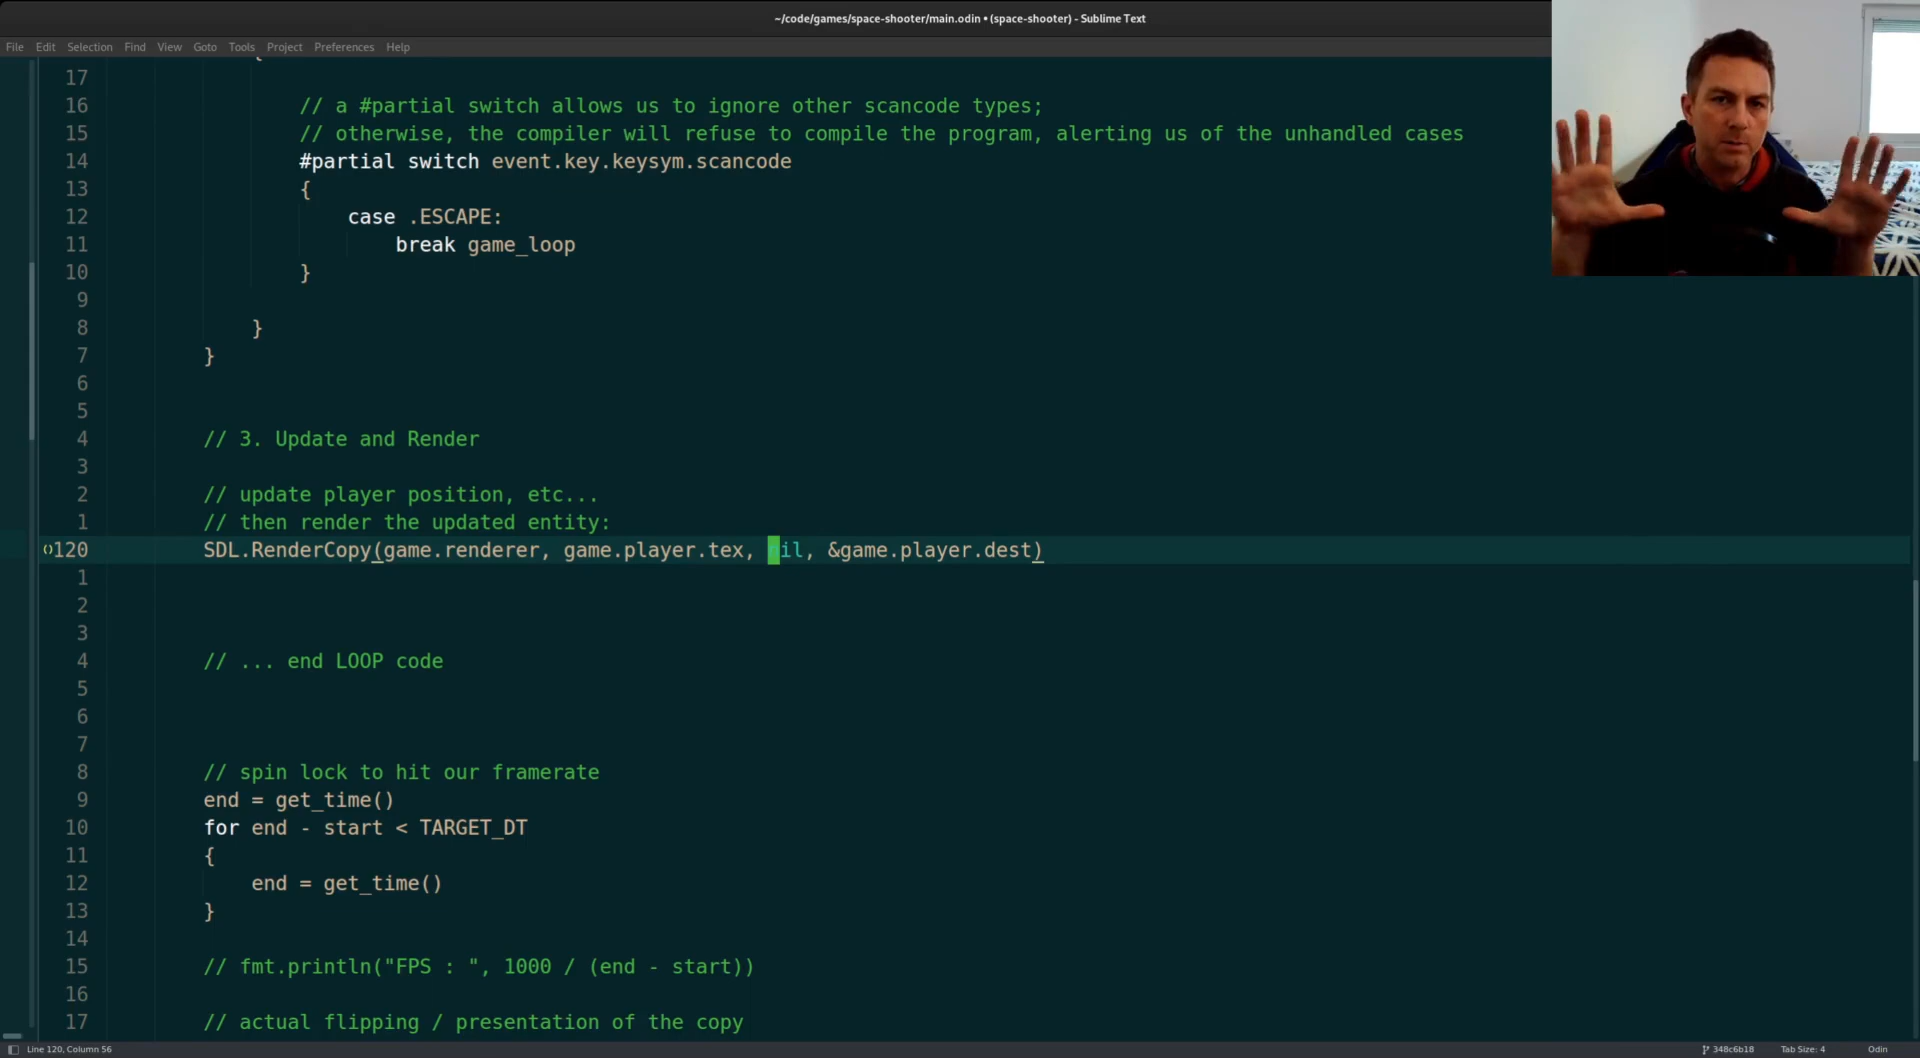 ~/code/games/space-shooter/main.odin • (space-shooter) - Sublime Text
File Edit Selection Find View Goto Tools Project Preferences Help
{
17
16 // a #partial switch allows us to ignore other scancode types;
15 // otherwise, the compiler will refuse to compile the program, alerting us of the unhandled cases
14 #partial switch event.key.keysym.scancode
13 {
12 case .ESCAPE:
11 break game_loop
10 }
9
8 }
7 }
6
5
4 // 3. Update and Render
3
2 // update player position, etc...
1 // then render the updated entity:
120 SDL.RenderCopy(game.renderer, game.player.tex, nil, &game.player.dest)
1
2
3
4 // ... end LOOP code
5
6
7
8 // spin lock to hit our framerate
9 end = get_time()
10 for end - start < TARGET_DT
11 {
12 end = get_time()
13 }
14
15 // fmt.println("FPS : ", 1000 / (end - start))
16
17 // actual flipping / presentation of the copy
Line 120, Column 56 348c6b18 Tab Size: 4 Odin